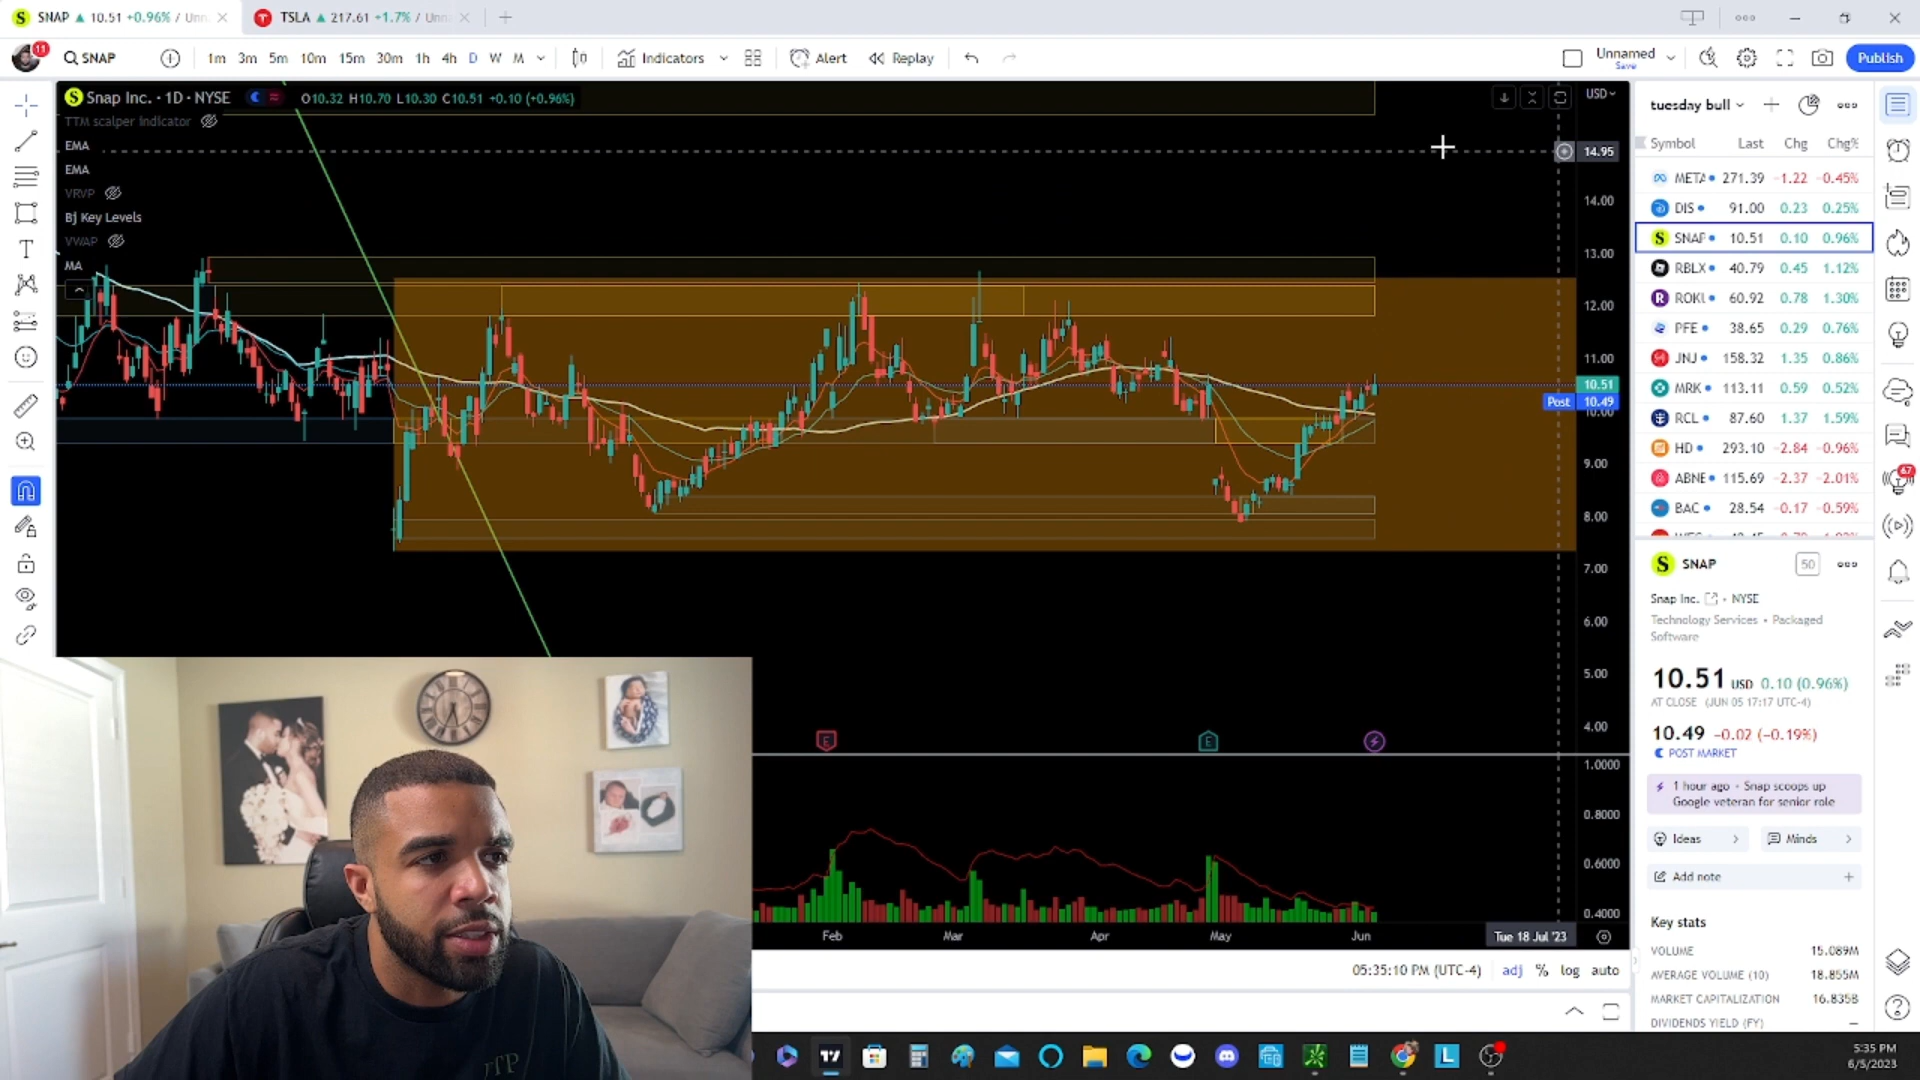 SNAP ▲ 10.51 +0.96% / Unn
TSLA ▲ 217.61 +1.7% / Unn
11
SNAP
1m 3m 5m 10m 15m 30m 1h 4h D W M
Indicators
Alert
Replay
Unnamed
Save
Publish
Snap Inc. · 1D · NYSE
O10.32 H10.70 L10.30 C10.51 +0.10 (+0.96%)
TTM scalper indicator
EMA
EMA
VRVP
Bj Key Levels
VWAP
MA
USD
14.95
14.00
13.00
12.00
11.00
10.51
Post 10.49
10.00
9.00
8.00
7.00
6.00
5.00
4.00
1.0000
0.8000
0.6000
0.4000
E
E
Feb Mar Apr May Jun
Tue 18 Jul '23
05:35:10 PM (UTC-4) adj % log auto
tuesday bull
Symbol Last Chg Chg%
META 271.39 −1.22 −0.45%
DIS 91.00 0.23 0.25%
SNAP 10.51 0.10 0.96%
RBLX 40.79 0.45 1.12%
ROKU 60.92 0.78 1.30%
PFE 38.65 0.29 0.76%
JNJ 158.32 1.35 0.86%
MRK 113.11 0.59 0.52%
RCL 87.60 1.37 1.59%
HD 293.10 −2.84 −0.96%
ABNB 115.69 −2.37 −2.01%
BAC 28.54 −0.17 −0.59%
67
SNAP
50
Snap Inc. • NYSE
Technology Services • Packaged
Software
10.51 USD 0.10 (0.96%)
AT CLOSE (JUN 05 17:17 UTC-4)
10.49 −0.02 (−0.19%)
POST MARKET
1 hour ago • Snap scoops up
Google veteran for senior role
Ideas
Minds
Add note
Key stats
VOLUME 15.089M
AVERAGE VOLUME (10) 18.855M
MARKET CAPITALIZATION 16.835B
DIVIDENDS YIELD (FY) —
5:35 PM
6/5/2023